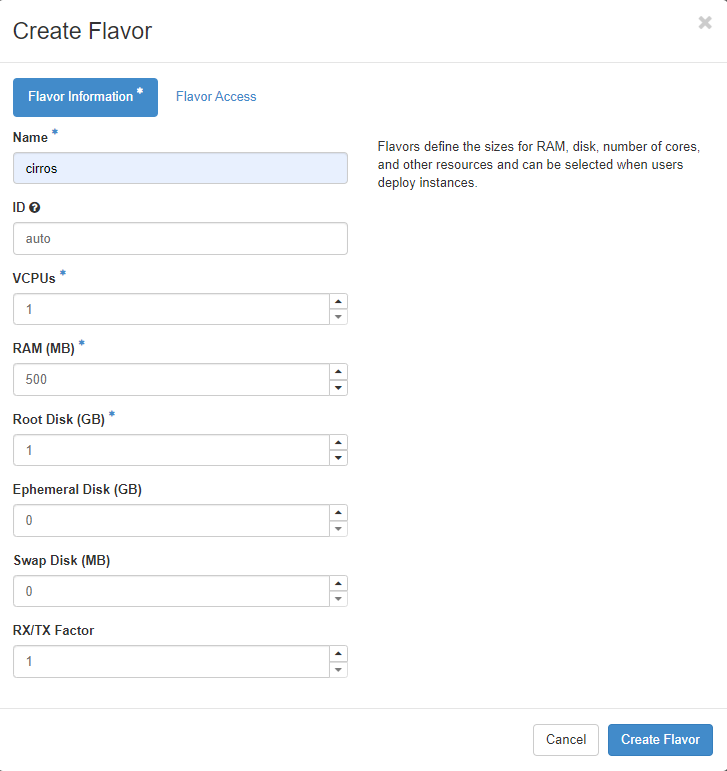 Create Flavor ×
Flavor Information * Flavor Access
Name *
cirros
Flavors define the sizes for RAM, disk, number of cores,
and other resources and can be selected when users
deploy instances.
ID ?
auto
VCPUs *
1
RAM (MB) *
500
Root Disk (GB) *
1
Ephemeral Disk (GB)
0
Swap Disk (MB)
0
RX/TX Factor
1
Cancel Create Flavor